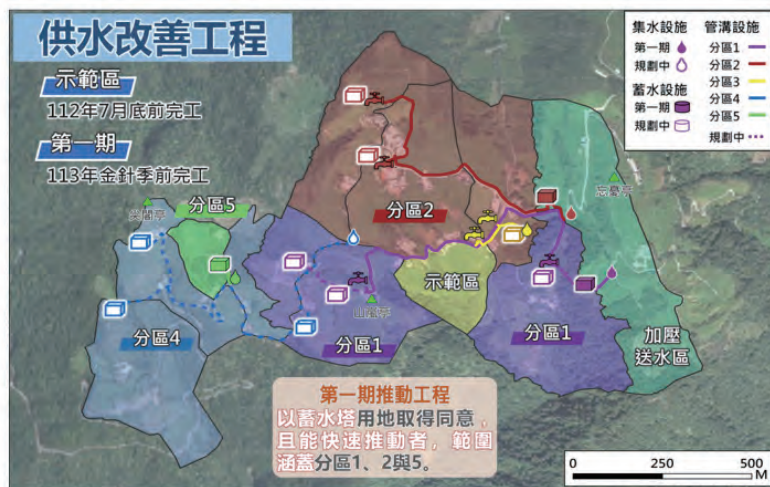 供水改善工程
示範區
112年7月底前完工
第一期
113年金針季前完工
集水設施
第一期
規劃中
蓄水設施
第一期
規劃中
管溝設施
分區1
分區2
分區3
分區4
分區5
規劃中
忘憂亭
分區5
分區2
示範區
分區4
分區1
分區1
加壓
送水區
第一期推動工程
以蓄水塔用地取得同意,
且能快速推動者,範圍
涵蓋分區1、2與5。
0 250 500
M